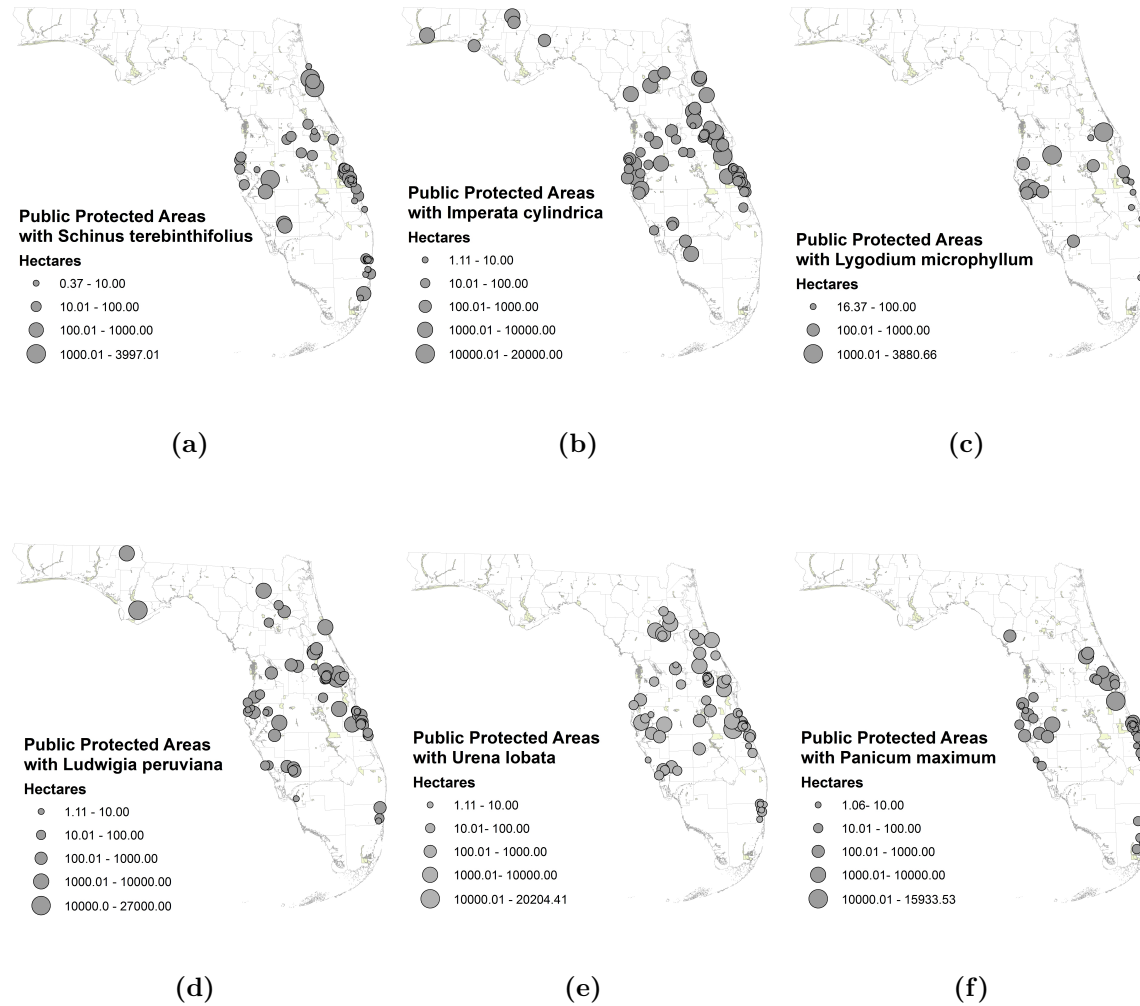 Public Protected Areas
with Schinus terebinthifolius
Hectares
0.37 - 10.00
10.01 - 100.00
100.01 - 1000.00
1000.01 - 3997.01
(a)
Public Protected Areas
with Imperata cylindrica
Hectares
1.11 - 10.00
10.01 - 100.00
100.01- 1000.00
1000.01 - 10000.00
10000.01 - 20000.00
(b)
Public Protected Areas
with Lygodium microphyllum
Hectares
16.37 - 100.00
100.01 - 1000.00
1000.01 - 3880.66
(c)
Public Protected Areas
with Ludwigia peruviana
Hectares
1.11 - 10.00
10.01 - 100.00
100.01 - 1000.00
1000.01 - 10000.00
10000.0 - 27000.00
(d)
Public Protected Areas
with Urena lobata
Hectares
1.11 - 10.00
10.01- 100.00
100.01 - 1000.00
1000.01- 10000.00
10000.01 - 20204.41
(e)
Public Protected Areas
with Panicum maximum
Hectares
1.06- 10.00
10.01 - 100.00
100.01 - 1000.00
1000.01- 10000.00
10000.01 - 15933.53
(f)